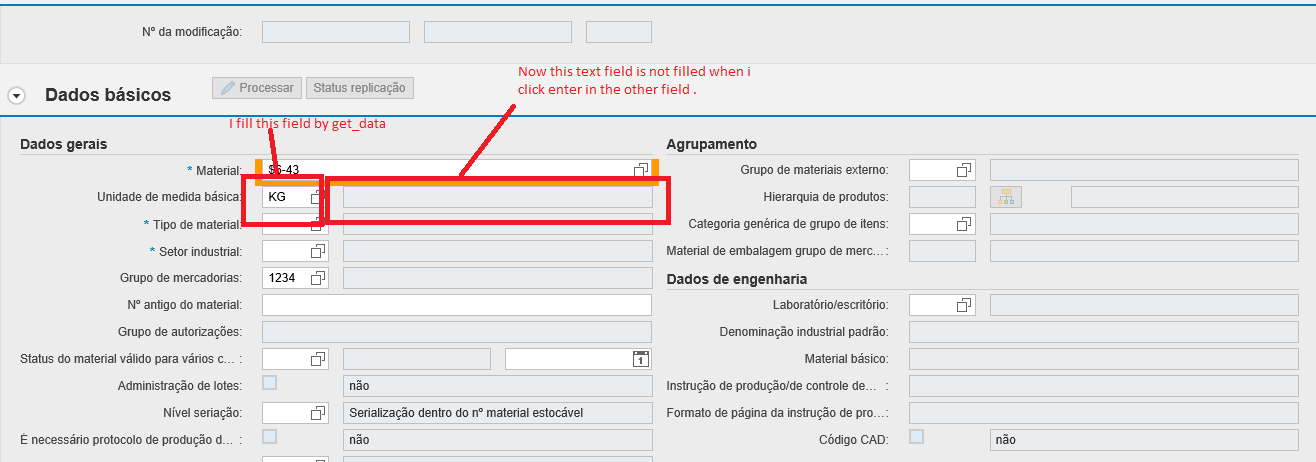 Nº da modificação:
Now this text field is not filled when i
click enter in the other field .
Dados básicos
Processar
Status replicação
I fill this field by get_data
Dados gerais
* Material:
$6-43
Unidade de medida básica:
KG
* Tipo de material:
* Setor industrial:
Grupo de mercadorias:
1234
Nº antigo do material:
Grupo de autorizações:
Status do material válido para vários c... :
1
Administração de lotes:
não
Nível seriação:
Serialização dentro do nº material estocável
É necessário protocolo de produção d... :
não
Agrupamento
Grupo de materiais externo:
Hierarquia de produtos:
Categoria genérica de grupo de itens:
Material de embalagem grupo de merc... :
Dados de engenharia
Laboratório/escritório:
Denominação industrial padrão:
Material básico:
Instrução de produção/de controle de... :
Formato de página da instrução de pro... :
Código CAD:
não